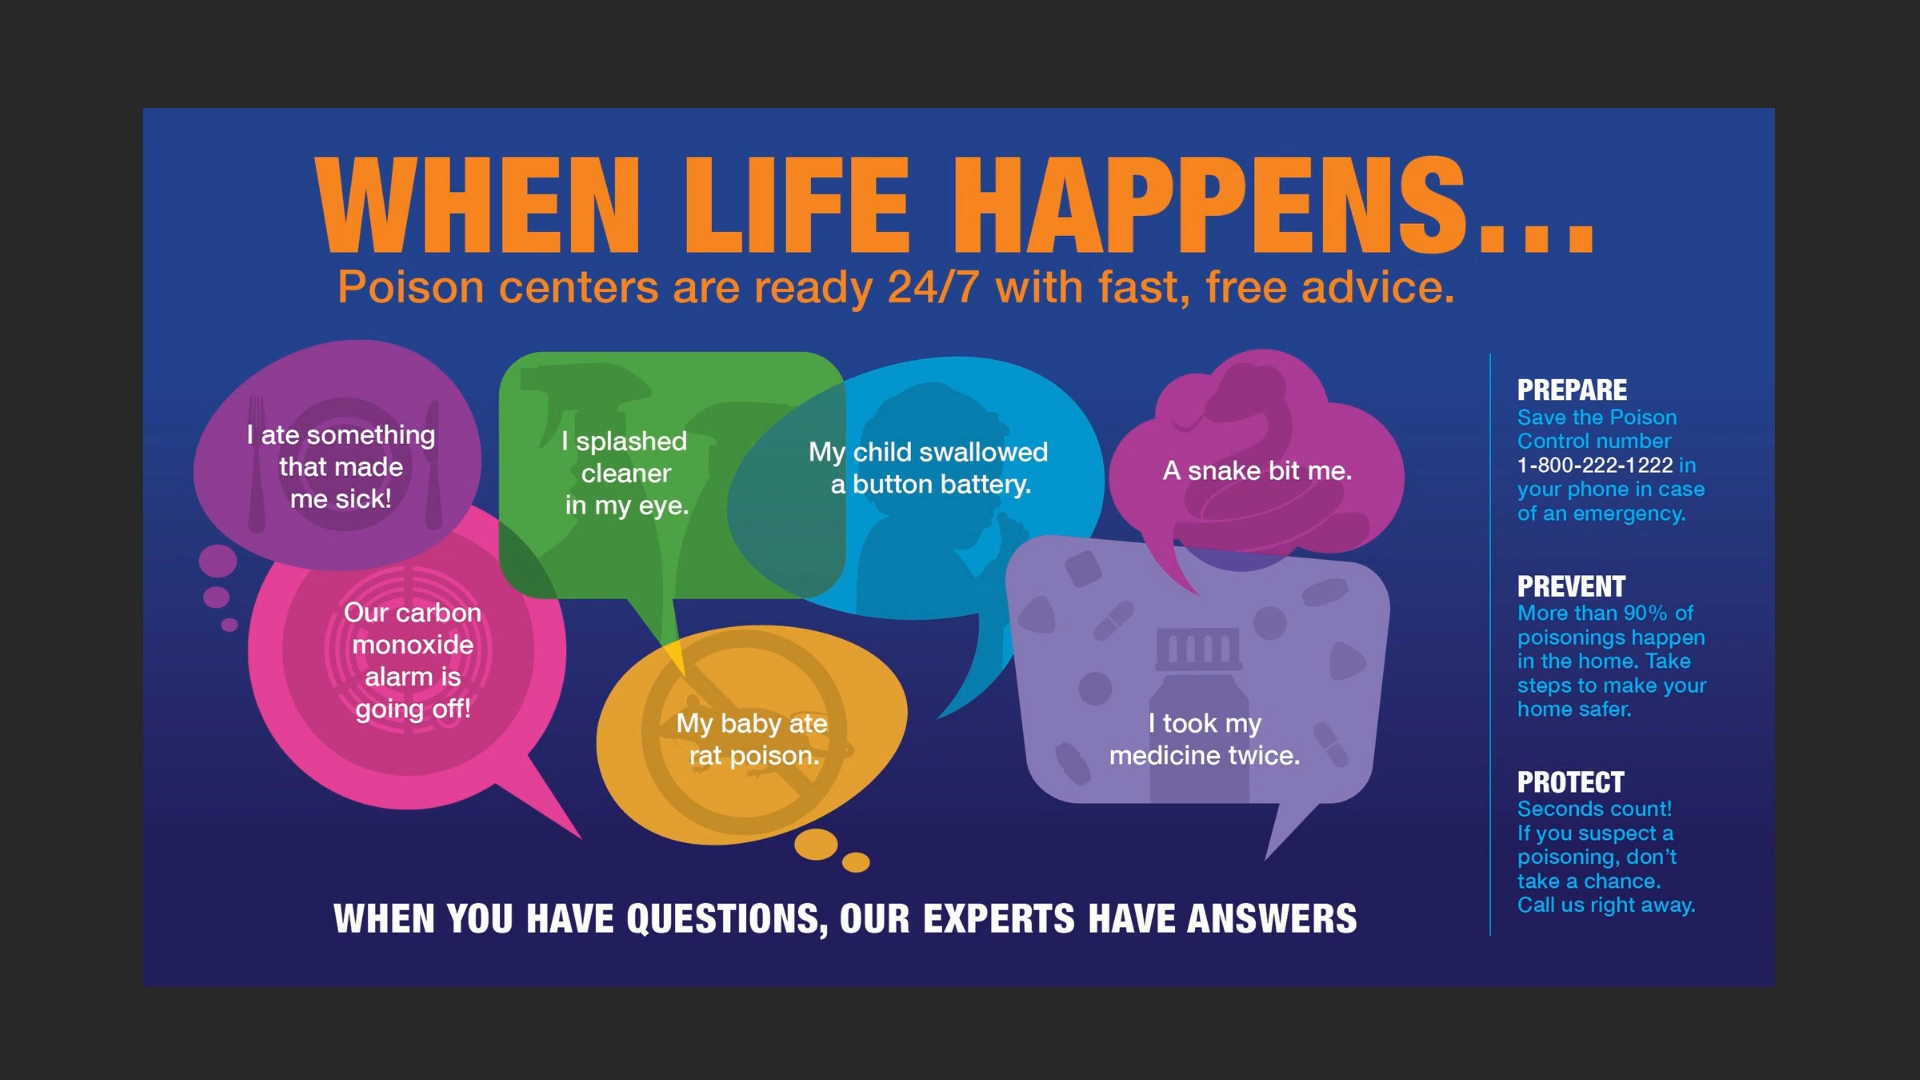 WHEN LIFE HAPPENS...
Poison centers are ready 24/7 with fast, free advice.
I ate something
that made
me sick!
I splashed
cleaner
in my eye.
My child swallowed
a button battery.
A snake bit me.
Our carbon
monoxide
alarm is
going off!
My baby ate
rat poison.
I took my
medicine twice.
WHEN YOU HAVE QUESTIONS, OUR EXPERTS HAVE ANSWERS
PREPARE
Save the Poison
Control number
1-800-222-1222 in
your phone in case
of an emergency.
PREVENT
More than 90% of
poisonings happen
in the home. Take
steps to make your
home safer.
PROTECT
Seconds count!
If you suspect a
poisoning, don't
take a chance.
Call us right away.